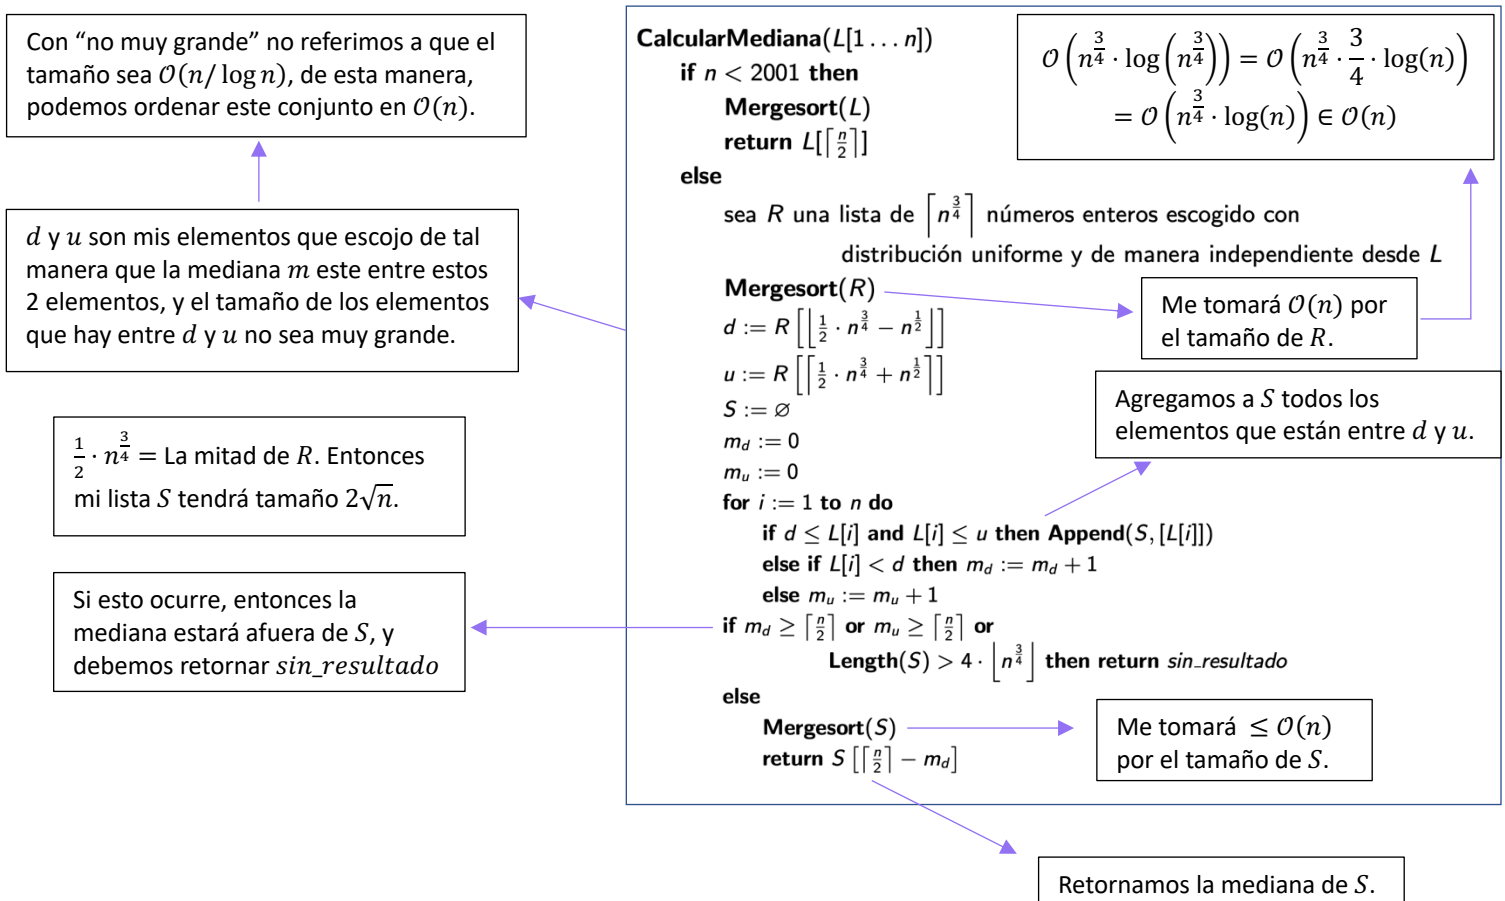 Con “no muy grande” no referimos a que el
tamaño sea 𝒪(n/ log n), de esta manera,
podemos ordenar este conjunto en 𝒪(n).
d y u son mis elementos que escojo de tal
manera que la mediana m este entre estos
2 elementos, y el tamaño de los elementos
que hay entre d y u no sea muy grande.
1/2 · n^{3/4} = La mitad de R. Entonces
mi lista S tendrá tamaño 2√n.
Si esto ocurre, entonces la
mediana estará afuera de S, y
debemos retornar sin_resultado
CalcularMediana(L[1 … n])
if n < 2001 then
Mergesort(L)
return L[⌈n/2⌉]
else
sea R una lista de ⌈n^{3/4}⌉ números enteros escogido con
distribución uniforme y de manera independiente desde L
Mergesort(R)
d := R[⌊1/2 · n^{3/4} − n^{1/2}⌋]
u := R[⌈1/2 · n^{3/4} + n^{1/2}⌉]
S := ∅
m_d := 0
m_u := 0
for i := 1 to n do
if d ≤ L[i] and L[i] ≤ u then Append(S, [L[i]])
else if L[i] < d then m_d := m_d + 1
else m_u := m_u + 1
if m_d ≥ ⌈n/2⌉ or m_u ≥ ⌈n/2⌉ or
Length(S) > 4 · ⌊n^{3/4}⌋ then return sin_resultado
else
Mergesort(S)
return S[⌈n/2⌉ − m_d]
𝒪(n^{3/4} · log(n^{3/4})) = 𝒪(n^{3/4} · 3/4 · log(n))
= 𝒪(n^{3/4} · log(n)) ∈ 𝒪(n)
Me tomará 𝒪(n) por
el tamaño de R.
Agregamos a S todos los
elementos que están entre d y u.
Me tomará ≤ 𝒪(n)
por el tamaño de S.
Retornamos la mediana de S.